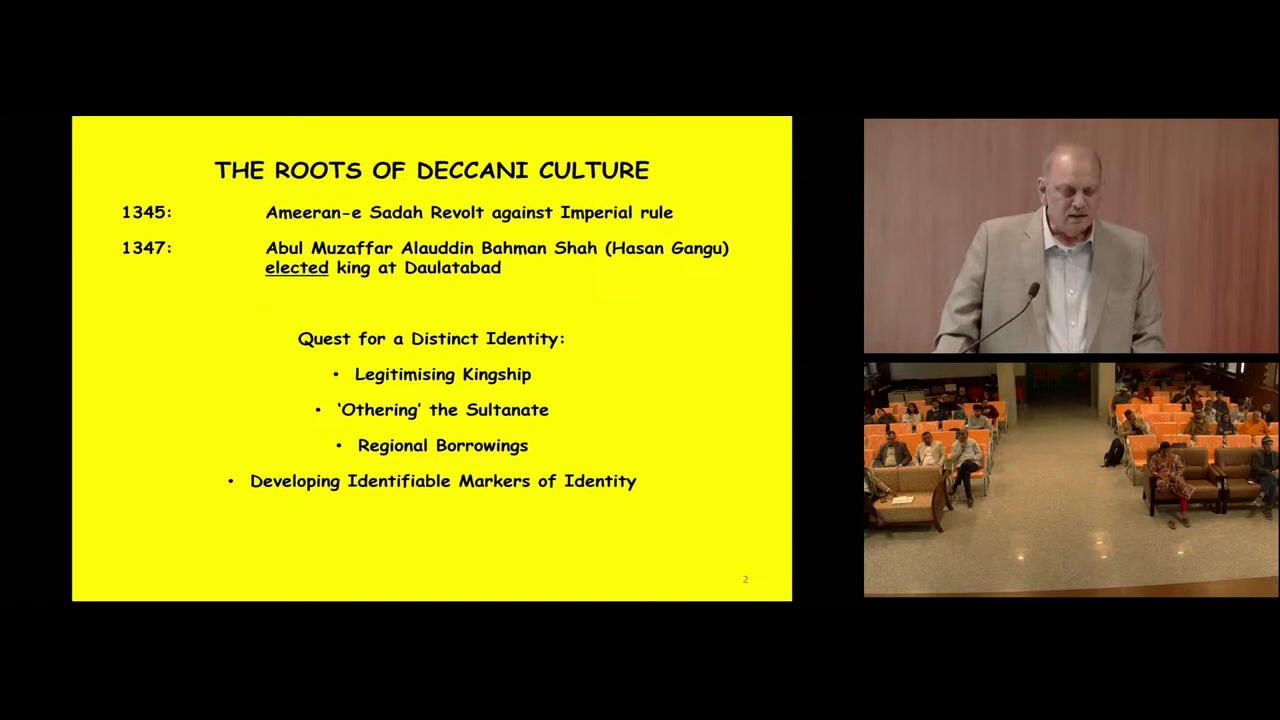 THE ROOTS OF DECCANI CULTURE
1345: Ameeran-e Sadah Revolt against Imperial rule
1347: Abul Muzaffar Alauddin Bahman Shah (Hasan Gangu)
elected king at Daulatabad
Quest for a Distinct Identity:
• Legitimising Kingship
• ‘Othering’ the Sultanate
• Regional Borrowings
• Developing Identifiable Markers of Identity
2